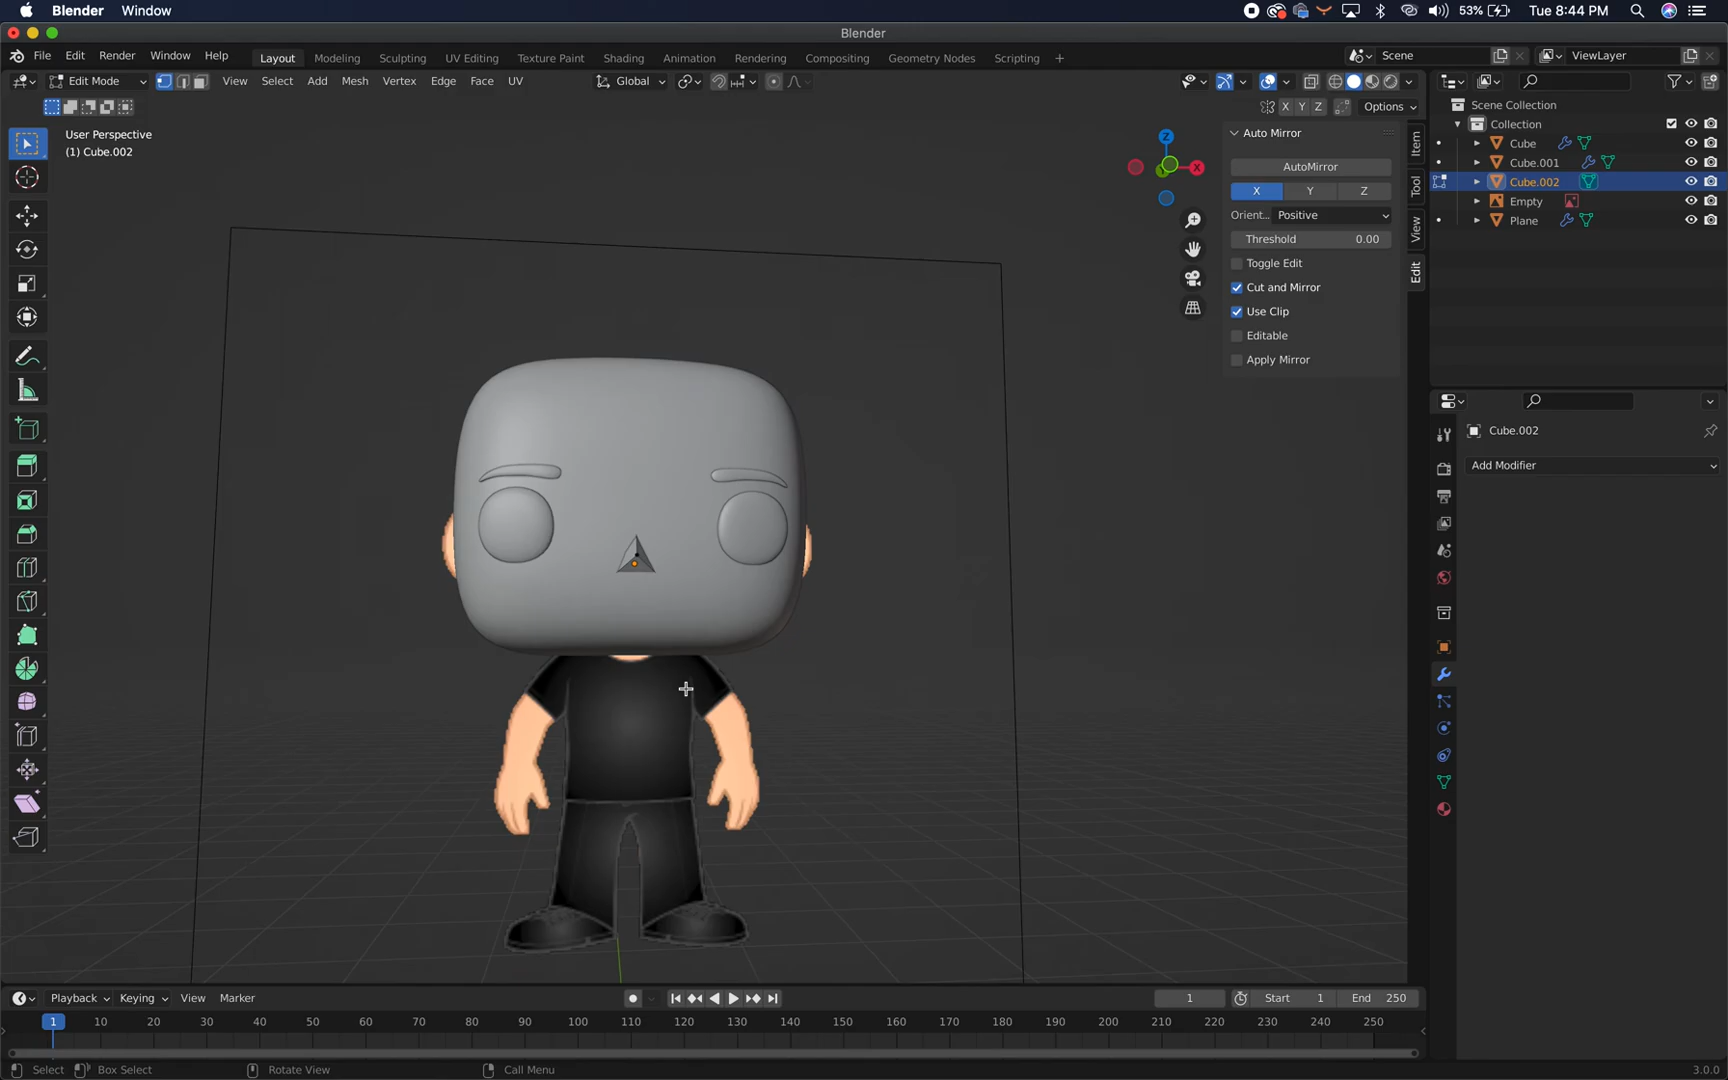 Blender Window 53% Tue 8:44 PM
Blender
File Edit Render Window Help Layout Modeling Sculpting UV Editing Texture Paint Shading Animation Rendering Compositing Geometry Nodes Scripting + Scene ViewLayer
Edit Mode View Select Add Mesh Vertex Edge Face UV Global
X Y Z Options
User Perspective
(1) Cube.002
Z
X
Auto Mirror
AutoMirror
X Y Z
Orient... Positive
Threshold 0.00
Toggle Edit
Cut and Mirror
Use Clip
Editable
Apply Mirror
Item
Tool
View
Edit
Scene Collection
Collection
Cube
Cube.001
Cube.002
Empty
Plane
Cube.002
Add Modifier
Playback Keying View Marker 1 Start 1 End 250
1 10 20 30 40 50 60 70 80 90 100 110 120 130 140 150 160 170 180 190 200 210 220 230 240 250
Select Box Select Rotate View Call Menu 3.0.0